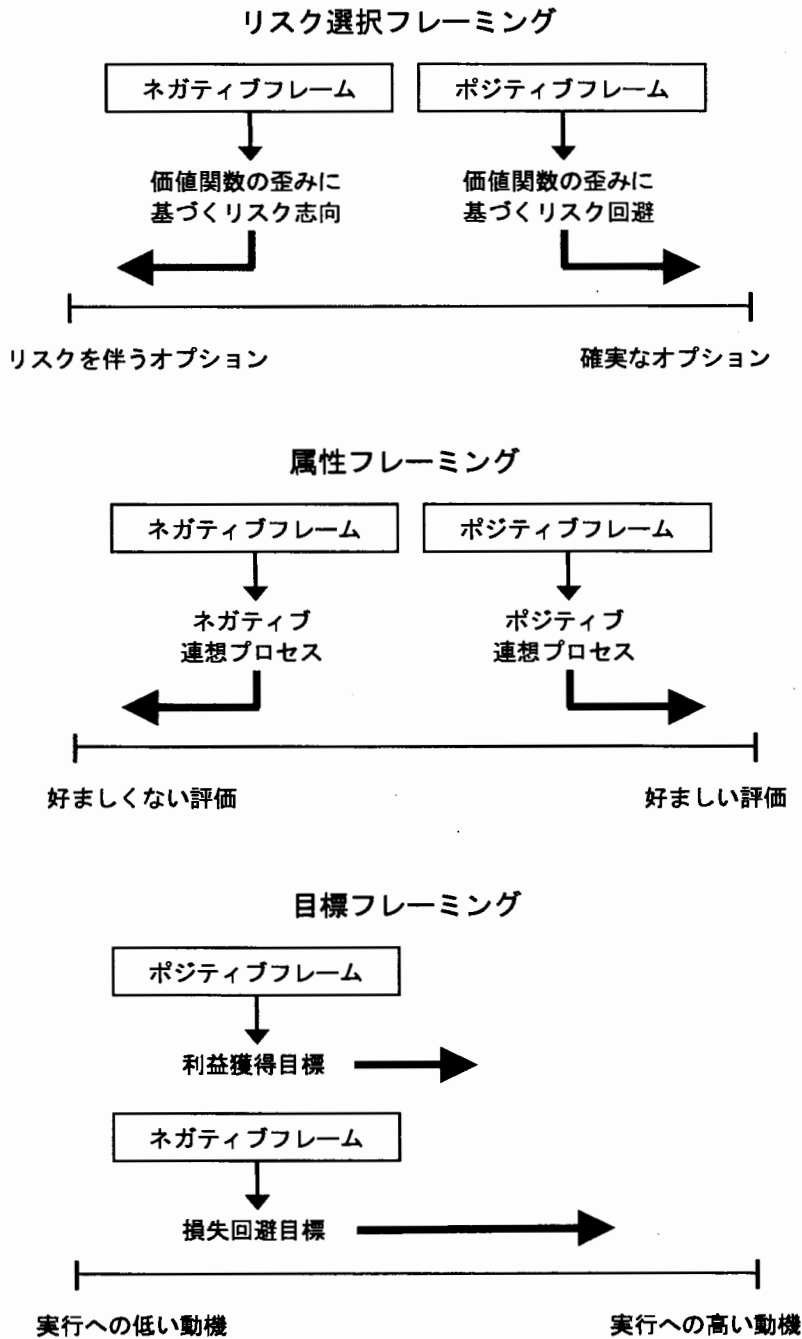 リスク選択フレーミング
ネガティブフレーム
ポジティブフレーム
価値関数の歪みに
基づくリスク志向
価値関数の歪みに
基づくリスク回避
リスクを伴うオプション
確実なオプション
属性フレーミング
ネガティブフレーム
ポジティブフレーム
ネガティブ
連想プロセス
ポジティブ
連想プロセス
好ましくない評価
好ましい評価
目標フレーミング
ポジティブフレーム
利益獲得目標
ネガティブフレーム
損失回避目標
実行への低い動機
実行への高い動機